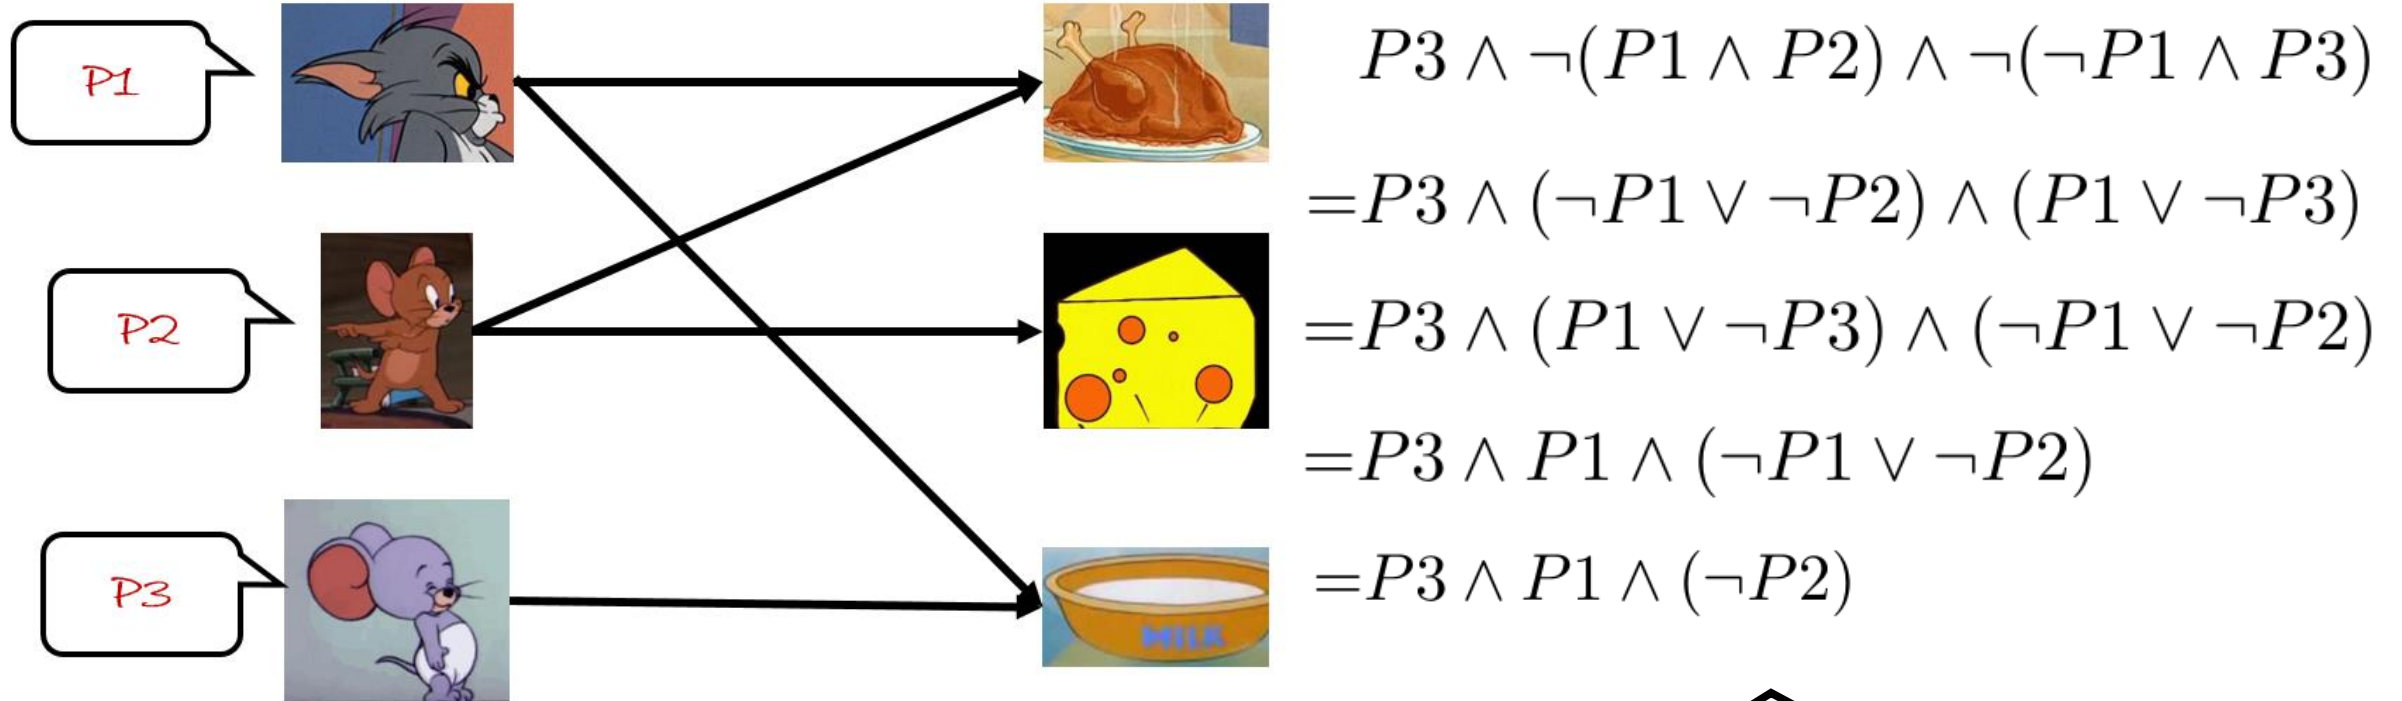 P1
P2
P3
MILK
P3 ∧ ¬(P1 ∧ P2) ∧ ¬(¬P1 ∧ P3)
=P3 ∧ (¬P1 ∨ ¬P2) ∧ (P1 ∨ ¬P3)
=P3 ∧ (P1 ∨ ¬P3) ∧ (¬P1 ∨ ¬P2)
=P3 ∧ P1 ∧ (¬P1 ∨ ¬P2)
=P3 ∧ P1 ∧ (¬P2)